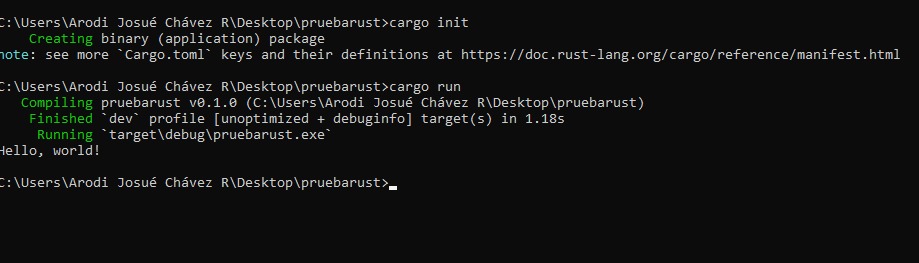 C:\Users\Arodi Josué Chávez R\Desktop\pruebarust>cargo init
Creating binary (application) package
note: see more `Cargo.toml` keys and their definitions at https://doc.rust-lang.org/cargo/reference/manifest.html
C:\Users\Arodi Josué Chávez R\Desktop\pruebarust>cargo run
Compiling pruebarust v0.1.0 (C:\Users\Arodi Josué Chávez R\Desktop\pruebarust)
Finished `dev` profile [unoptimized + debuginfo] target(s) in 1.18s
Running `target\debug\pruebarust.exe`
Hello, world!
C:\Users\Arodi Josué Chávez R\Desktop\pruebarust>